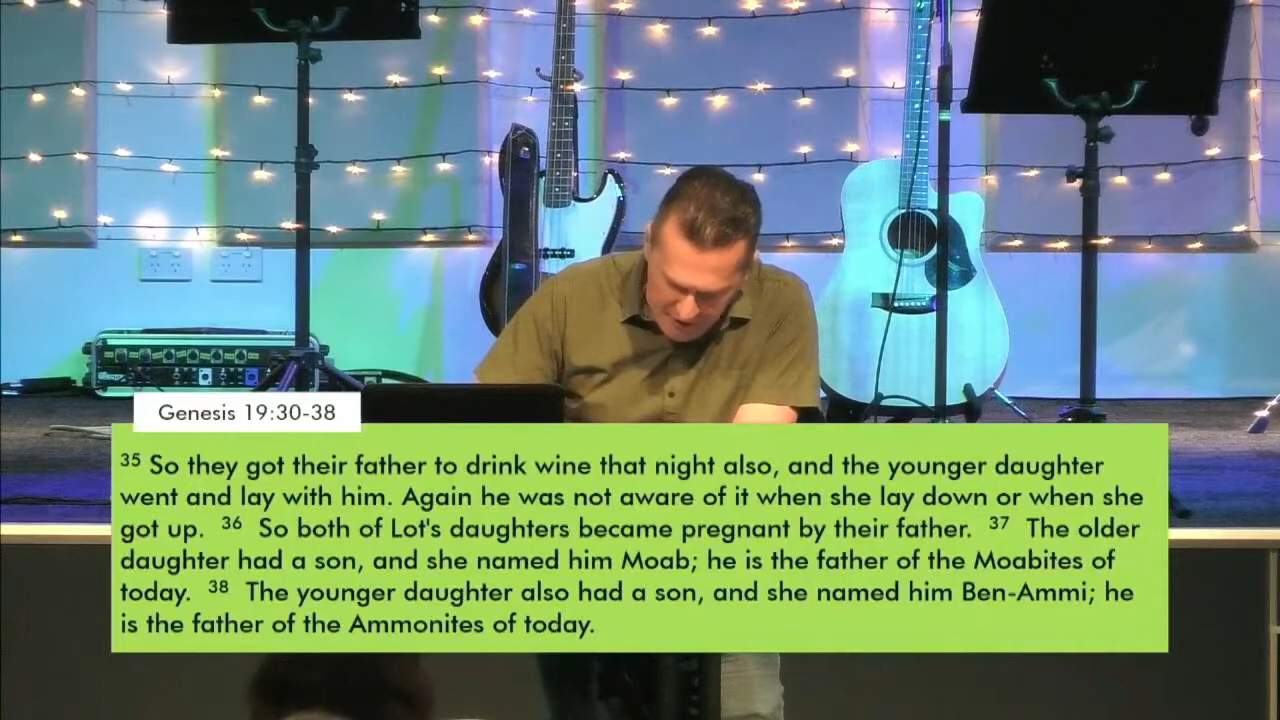 Genesis 19:30-38
35 So they got their father to drink wine that night also, and the younger daughter
went and lay with him. Again he was not aware of it when she lay down or when she
got up. 36 So both of Lot's daughters became pregnant by their father. 37 The older
daughter had a son, and she named him Moab; he is the father of the Moabites of
today. 38 The younger daughter also had a son, and she named him Ben-Ammi; he
is the father of the Ammonites of today.